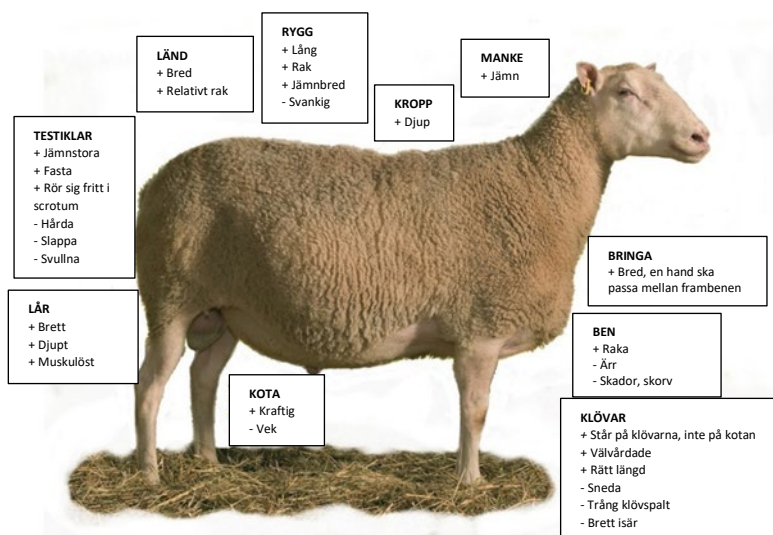 RYGG
+ Lång
+ Rak
+ Jämnbred
- Svankig
LÄND
+ Bred
+ Relativt rak
MANKE
+ Jämn
KROPP
+ Djup
TESTIKLAR
+ Jämnstora
+ Fasta
+ Rör sig fritt i
scrotum
- Hårda
- Slappa
- Svullna
BRINGA
+ Bred, en hand ska
passa mellan frambenen
LÅR
+ Brett
+ Djupt
+ Muskulöst
BEN
+ Raka
- Ärr
- Skador, skorv
KOTA
+ Kraftig
- Vek
KLÖVAR
+ Står på klövarna, inte på kotan
+ Välvårdade
+ Rätt längd
- Sneda
- Trång klövspalt
- Brett isär